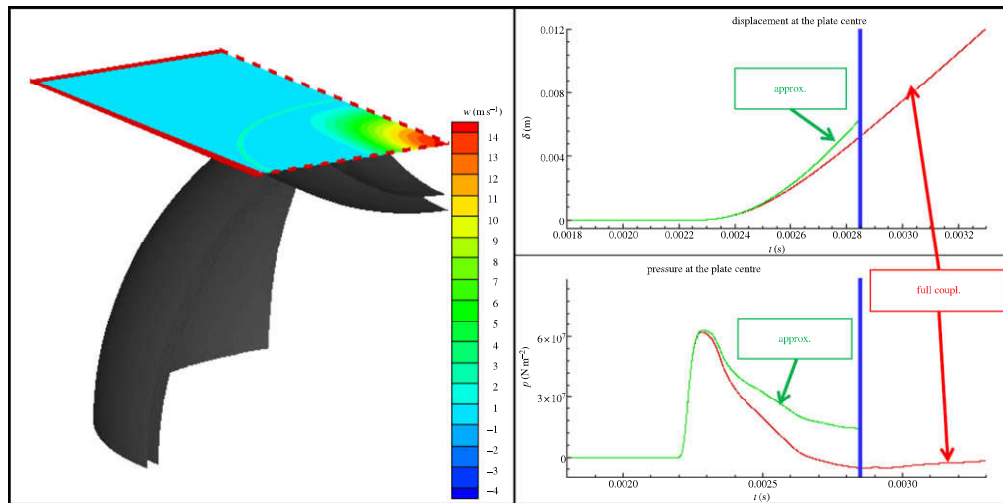 w (m s⁻¹)
14
13
12
11
10
9
8
7
6
5
4
3
2
1
−1
−2
−3
−4
displacement at the plate centre
0.012
0.008
0.004
0
δ (m)
approx.
0.0018 0.0020 0.0022 0.0024 0.0026 0.0028 0.0030 0.0032
t (s)
pressure at the plate centre
6×10⁷
3×10⁷
0
p (N m⁻²)
approx.
full coupl.
0.0020 0.0025 0.0030
t (s)